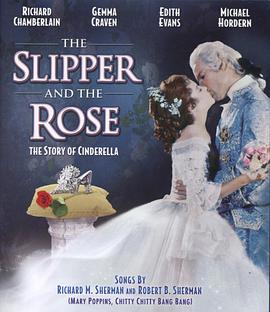 RICHARD CHAMBERLAIN
GEMMA CRAVEN
EDITH EVANS
MICHAEL HORDERN
THE
SLIPPER
AND THE
ROSE
THE STORY OF CINDERELLA
SONGS BY
RICHARD M. SHERMAN AND ROBERT B. SHERMAN
(MARY POPPINS, CHITTY CHITTY BANG BANG)